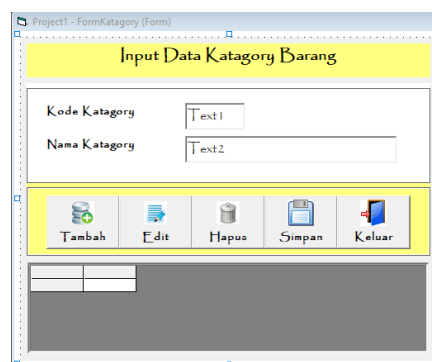 Project1 - FormKatagory (Form)
Input Data Katagory Barang
Kode Katagory Text1
Nama Katagory Text2
Tambah Edit Hapus Simpan Keluar